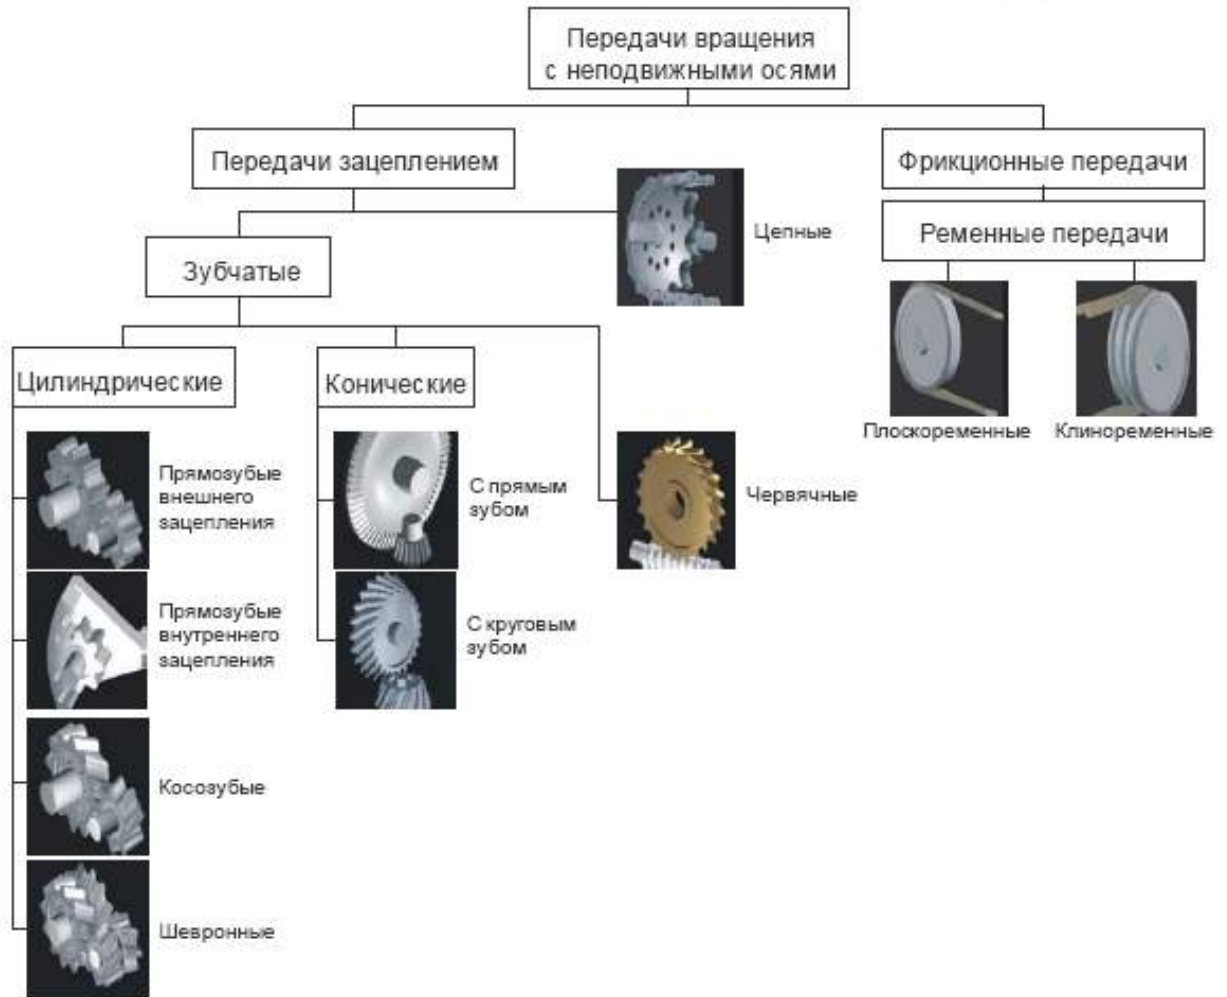 Передачи вращения
с неподвижными осями
Передачи зацеплением
Фрикционные передачи
Цепные
Ременные передачи
Зубчатые
Цилиндрические
Конические
Плоскоременные
Клиноременные
Прямозубые
внешнего
зацепления
С прямым
зубом
Червячные
Прямозубые
внутреннего
зацепления
С круговым
зубом
Косозубые
Шевронные